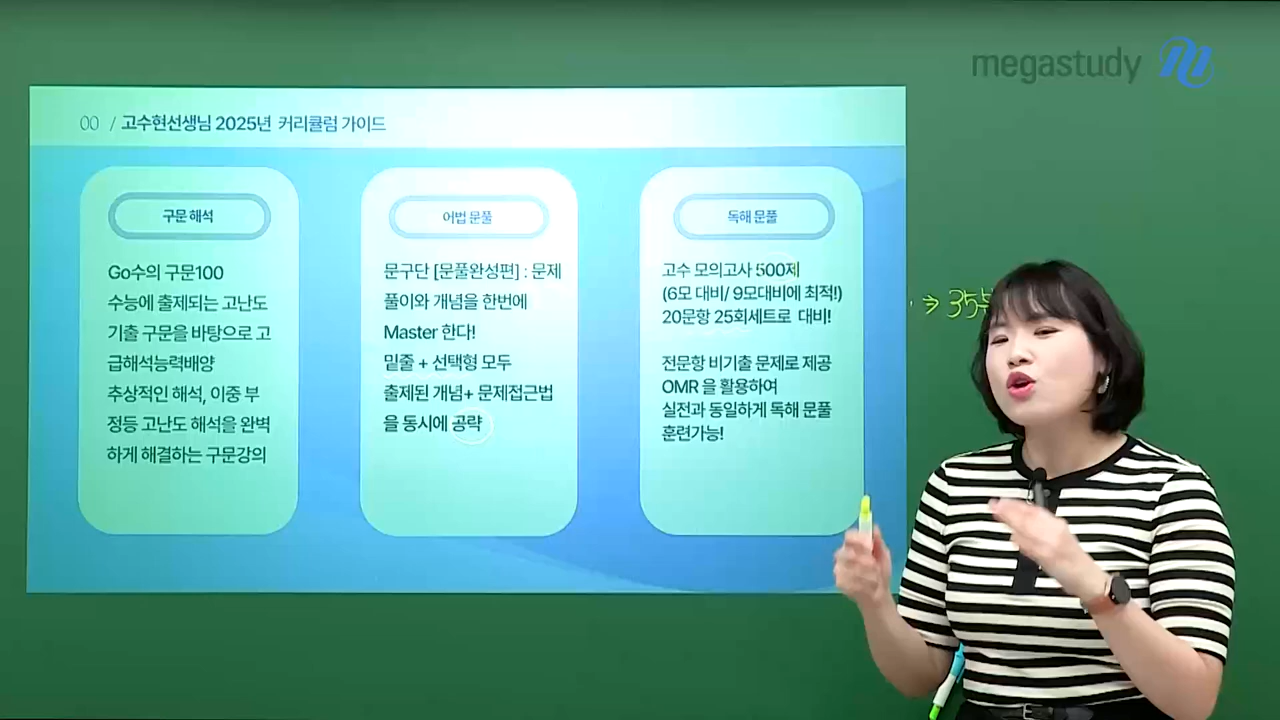 megastudy
00 / 고수현선생님 2025년 커리큘럼 가이드
구문 해석
Go수의 구문100
수능에 출제되는 고난도
기출 구문을 바탕으로 고
급해석능력배양
추상적인 해석, 이중 부
정등 고난도 해석을 완벽
하게 해결하는 구문강의
어법 문풀
문구단 [문풀완성편] : 문제
풀이와 개념을 한번에
Master 한다!
밑줄 + 선택형 모두
출제된 개념+ 문제접근법
을 동시에 공략
독해 문풀
고수 모의고사 500제
(6모 대비/ 9모대비에 최적!)
20문항 25회세트로 대비!
전문항 비기출 문제로 제공
OMR 을 활용하여
실전과 동일하게 독해 문풀
훈련가능!
⇒ 35